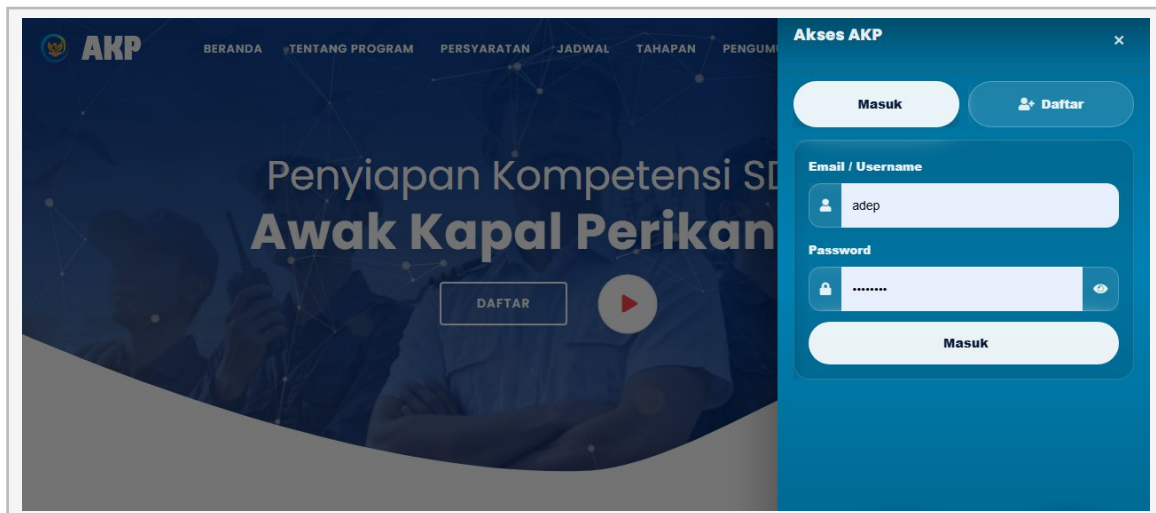 AKP
BERANDA TENTANG PROGRAM PERSYARATAN JADWAL TAHAPAN PENGUM
Penyiapan Kompetensi SD
Awak Kapal Perikan
DAFTAR
Akses AKP ×
Masuk Daftar
Email / Username
adep
Password
••••••••
Masuk